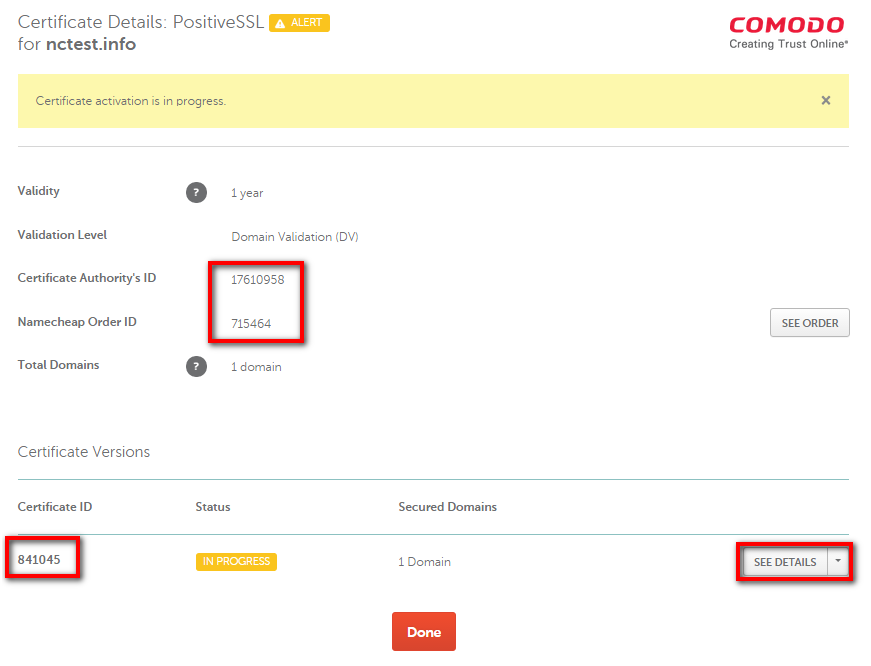 Certificate Details: PositiveSSL ALERT
for nctest.info
COMODO
Creating Trust Online*
Certificate activation is in progress. ×
Validity ? 1 year
Validation Level Domain Validation (DV)
Certificate Authority's ID 17610958
Namecheap Order ID 715464 SEE ORDER
Total Domains ? 1 domain
Certificate Versions
Certificate ID Status Secured Domains
841045 IN PROGRESS 1 Domain SEE DETAILS
Done